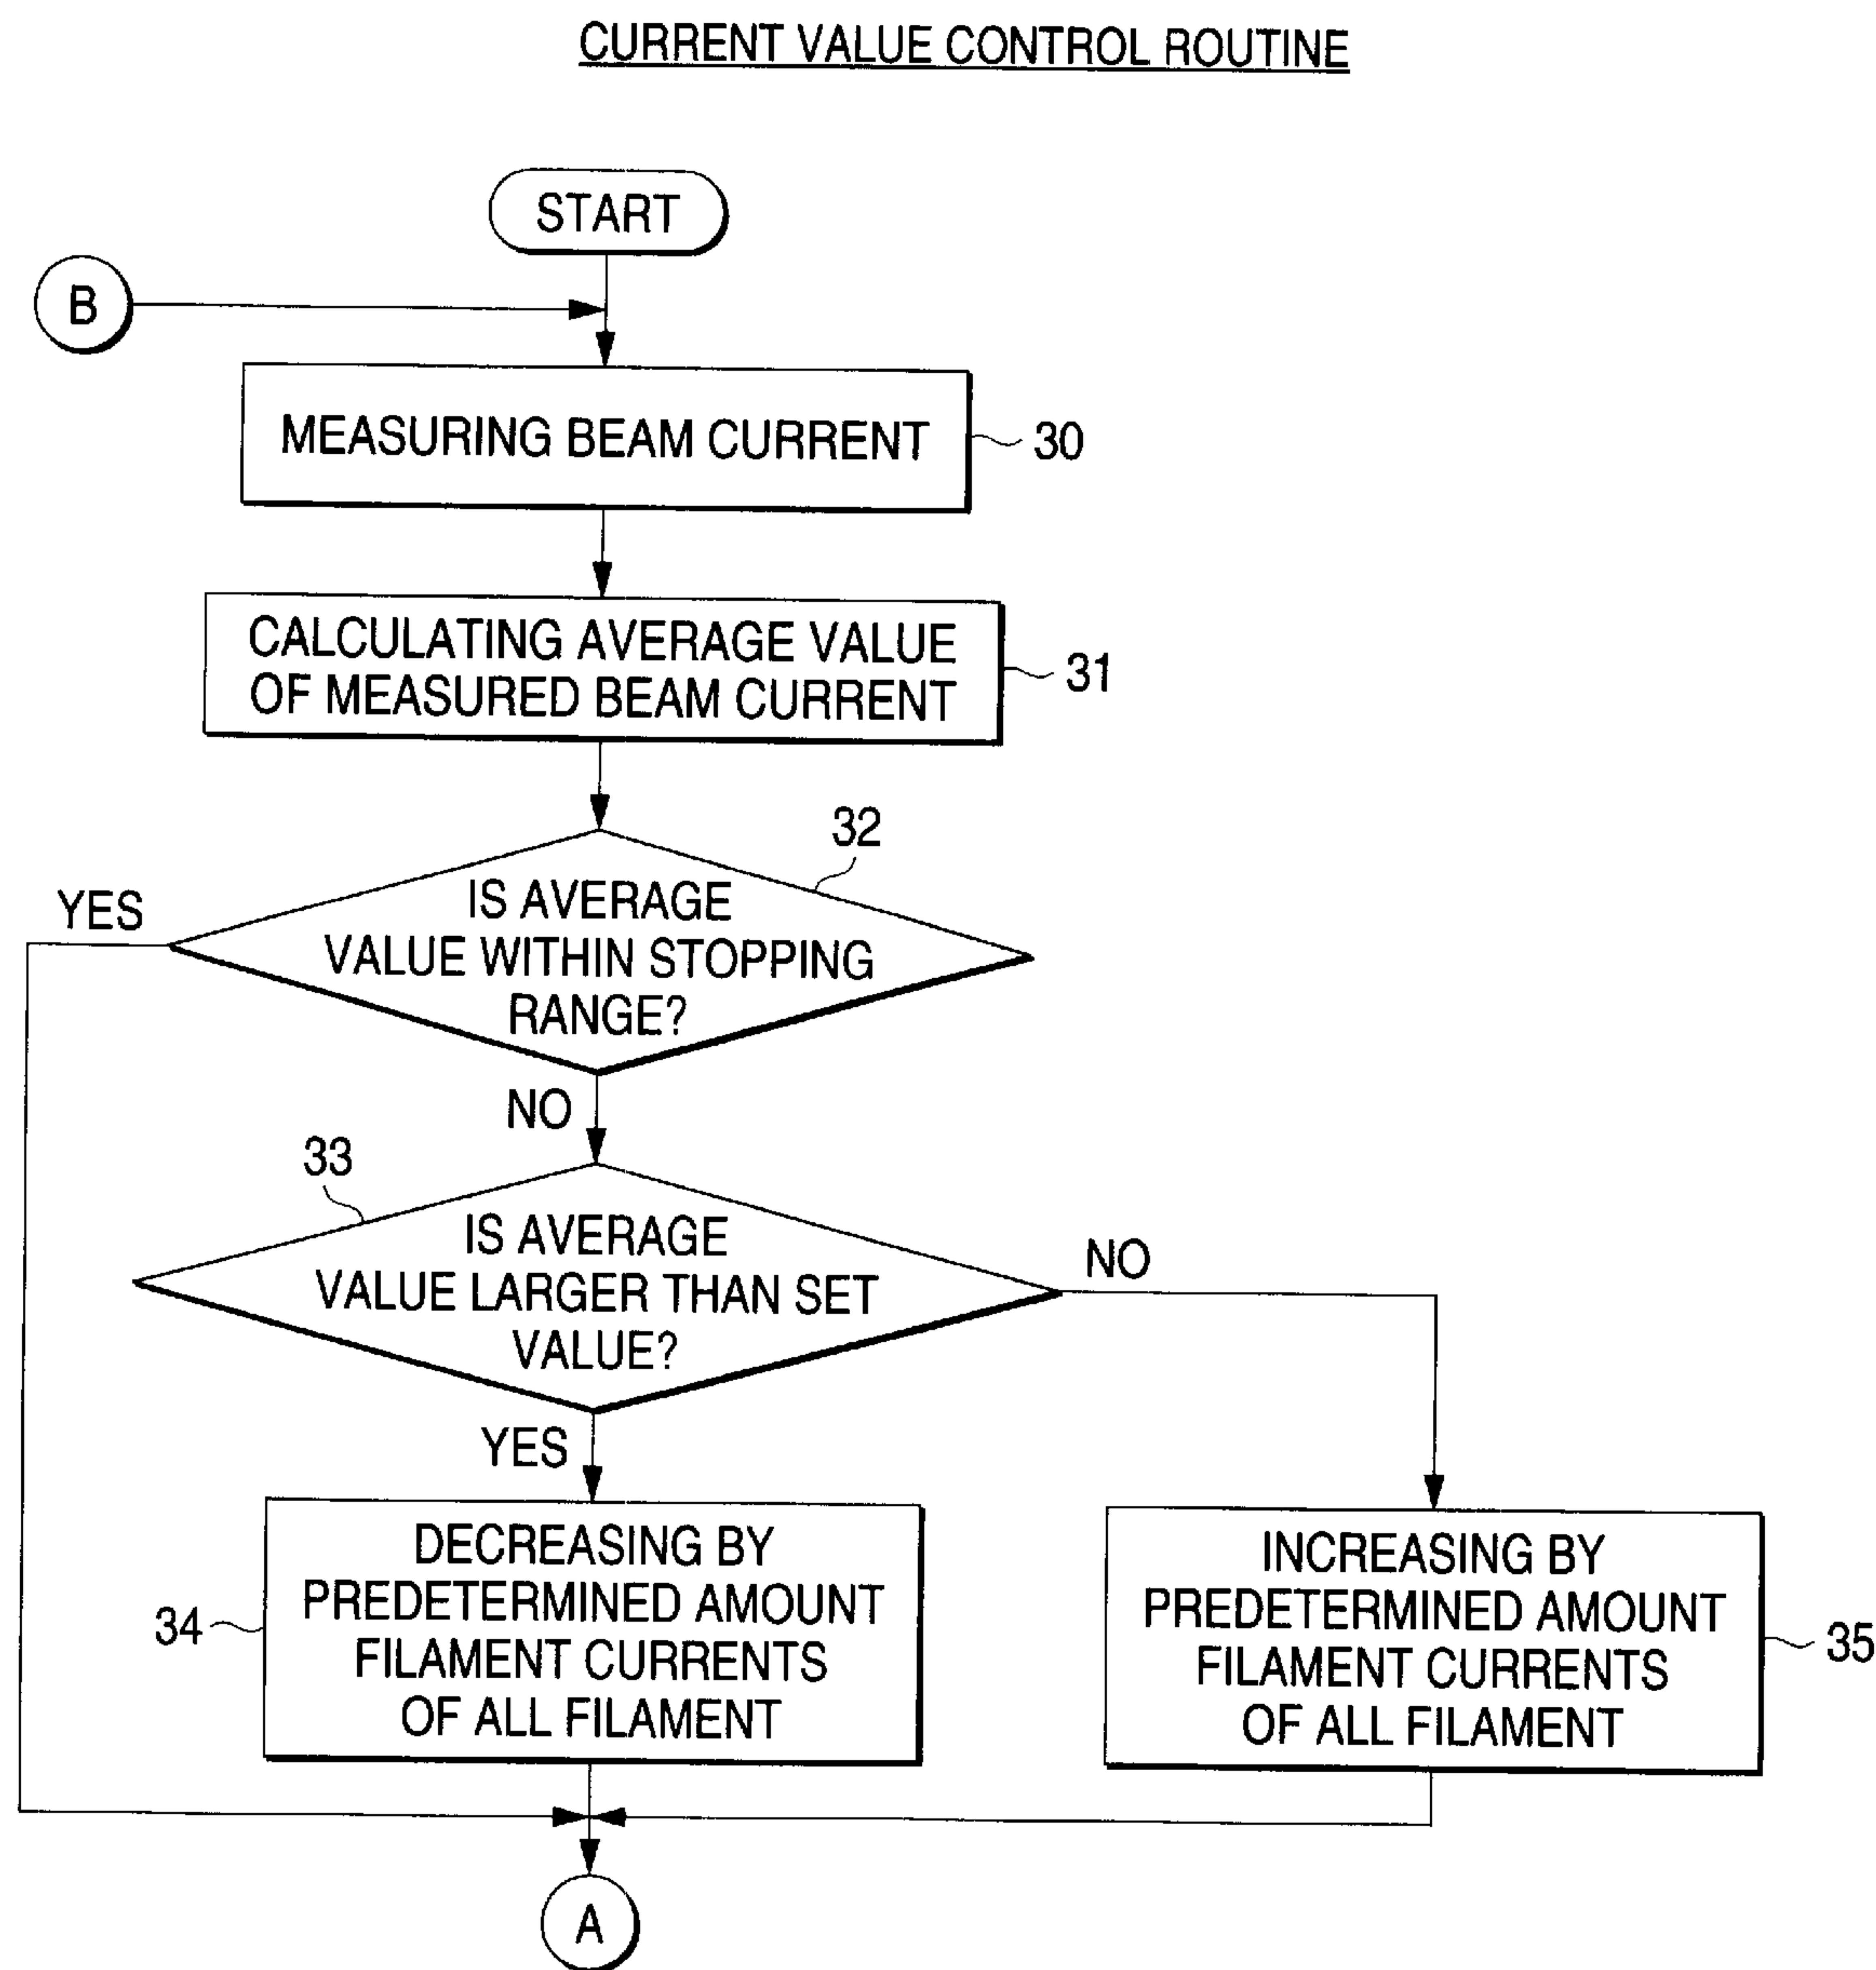 CURRENT VALUE CONTROL ROUTINE
START
B
MEASURING BEAM CURRENT
30
CALCULATING AVERAGE VALUE
OF MEASURED BEAM CURRENT
31
32
YES
IS AVERAGE
VALUE WITHIN STOPPING
RANGE?
NO
33
IS AVERAGE
VALUE LARGER THAN SET
VALUE?
NO
YES
34
DECREASING BY
PREDETERMINED AMOUNT
FILAMENT CURRENTS
OF ALL FILAMENT
INCREASING BY
PREDETERMINED AMOUNT
FILAMENT CURRENTS
OF ALL FILAMENT
35
A